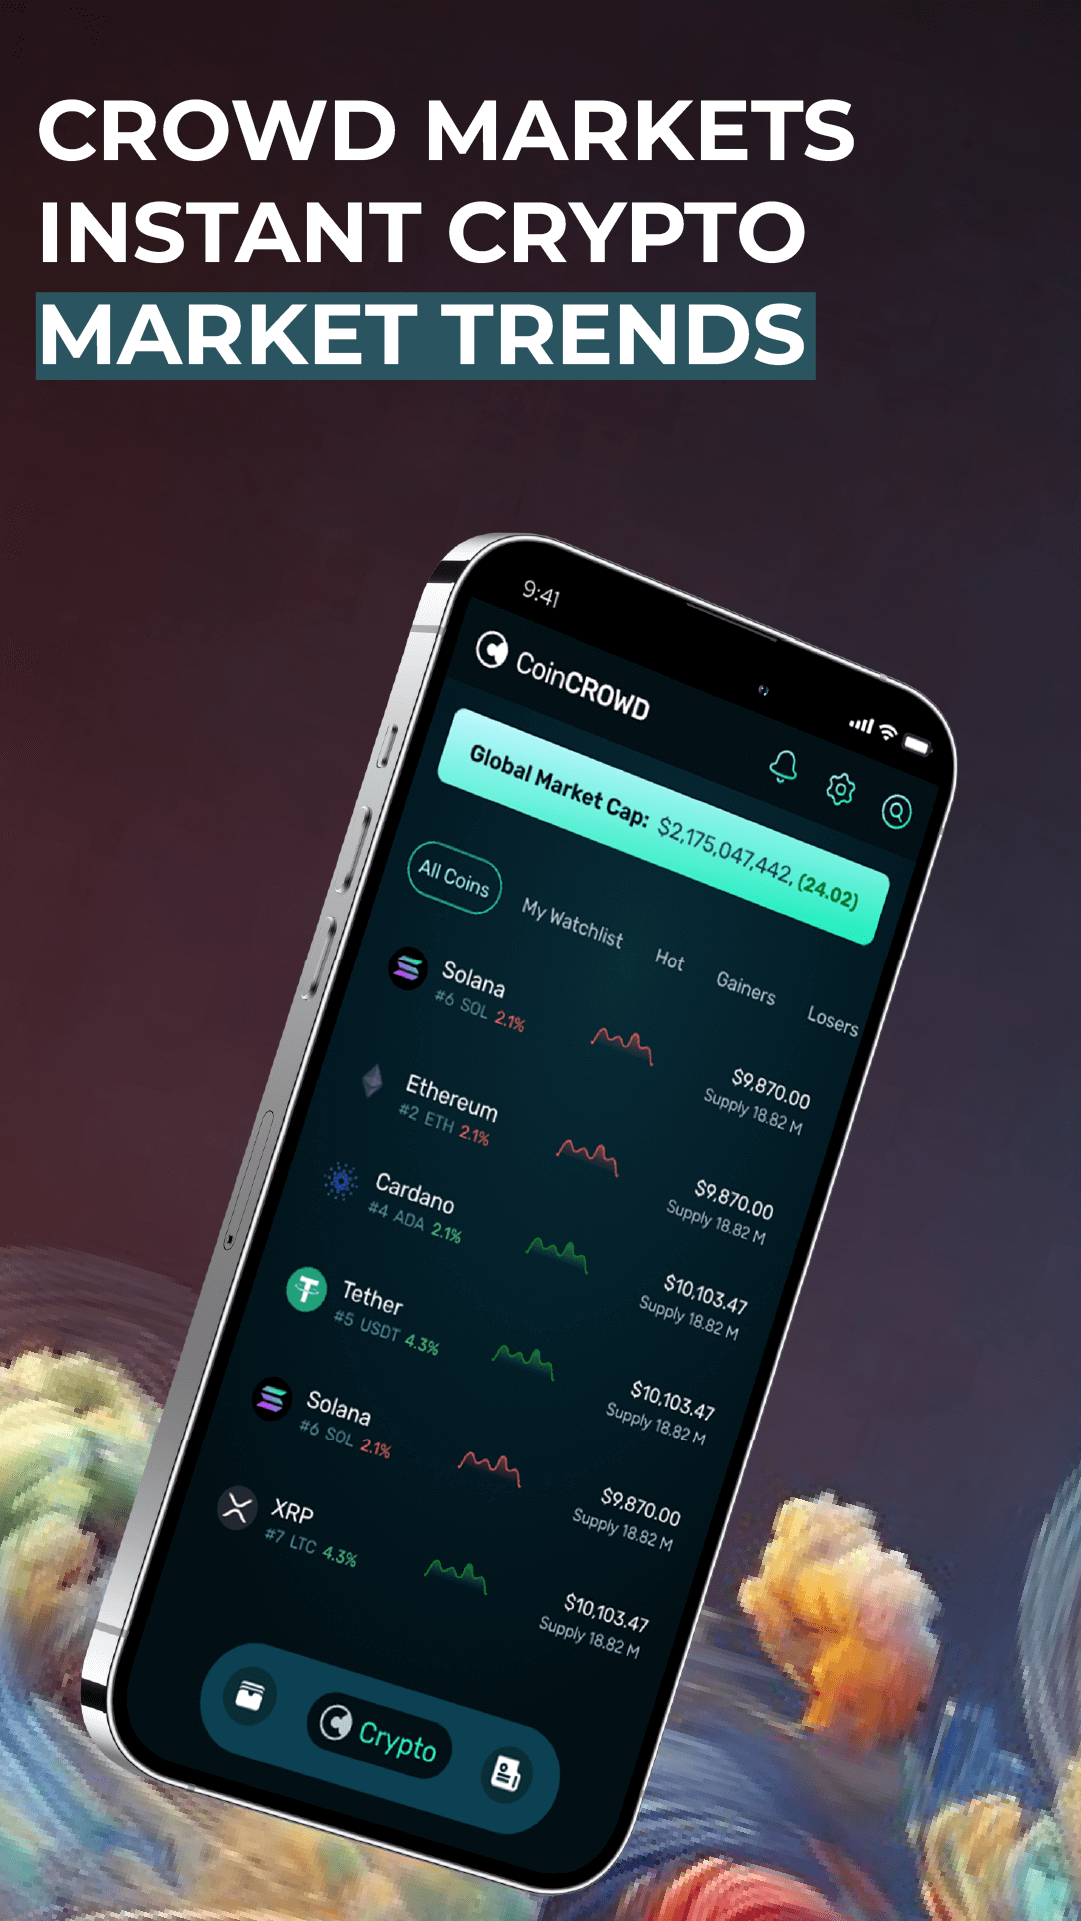 CROWD MARKETS
INSTANT CRYPTO
MARKET TRENDS
9:41
CoinCROWD
Global Market Cap: $2,175,047,442, (24.02)
All Coins My Watchlist Hot Gainers Losers
Solana
#6 SOL 2.1%
$9,870.00
Supply 18.82 M
Ethereum
#2 ETH 2.1%
$9,870.00
Supply 18.82 M
Cardano
#4 ADA 2.1%
$10,103.47
Supply 18.82 M
Tether
#5 USDT 4.3%
$10,103.47
Supply 18.82 M
Solana
#6 SOL 2.1%
$9,870.00
Supply 18.82 M
XRP
#7 LTC 4.3%
$10,103.47
Supply 18.82 M
Crypto